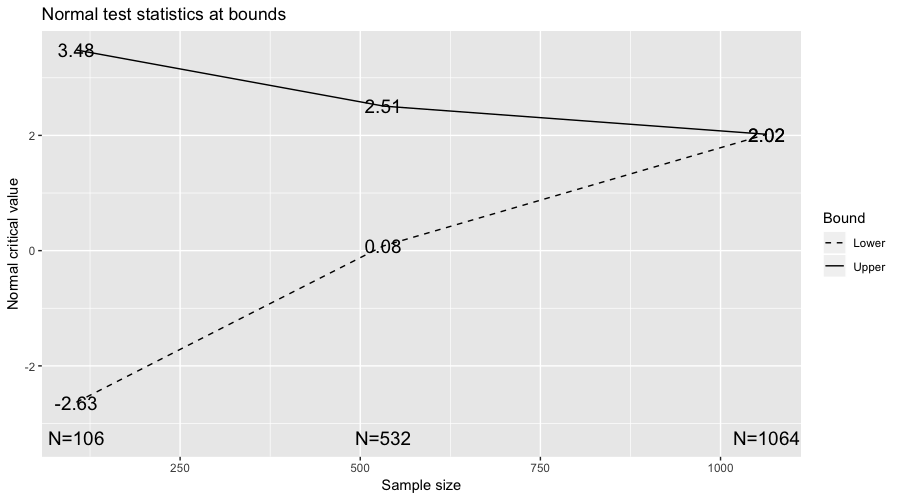 Normal test statistics at bounds
Normal critical value
2
0
-2
3.48
2.51
2.02
0.08
-2.63
N=106
N=532
N=1064
250
500
750
1000
Sample size
Bound
Lower
Upper